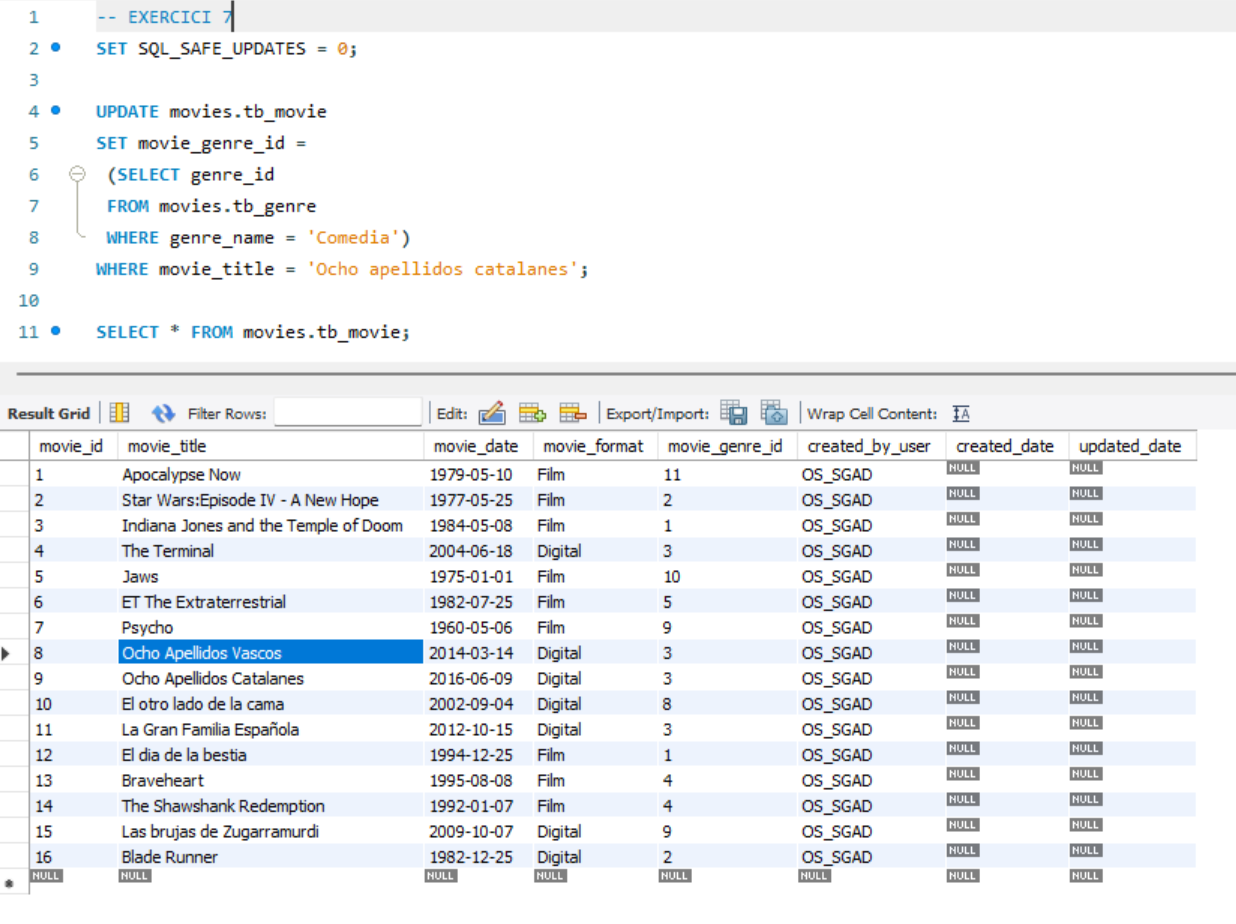 1 -- EXERCICI 7
2 SET SQL_SAFE_UPDATES = 0;
3
4 UPDATE movies.tb_movie
5 SET movie_genre_id =
6 (SELECT genre_id
7 FROM movies.tb_genre
8 WHERE genre_name = 'Comedia')
9 WHERE movie_title = 'Ocho apellidos catalanes';
10
11 SELECT * FROM movies.tb_movie;
Result Grid Filter Rows: Edit: Export/Import: Wrap Cell Content: IA
movie_id movie_title movie_date movie_format movie_genre_id created_by_user created_date updated_date
1 Apocalypse Now 1979-05-10 Film 11 OS_SGAD NULL NULL
2 Star Wars:Episode IV - A New Hope 1977-05-25 Film 2 OS_SGAD NULL NULL
3 Indiana Jones and the Temple of Doom 1984-05-08 Film 1 OS_SGAD NULL NULL
4 The Terminal 2004-06-18 Digital 3 OS_SGAD NULL NULL
5 Jaws 1975-01-01 Film 10 OS_SGAD NULL NULL
6 ET The Extraterrestrial 1982-07-25 Film 5 OS_SGAD NULL NULL
7 Psycho 1960-05-06 Film 9 OS_SGAD NULL NULL
8 Ocho Apellidos Vascos 2014-03-14 Digital 3 OS_SGAD NULL NULL
9 Ocho Apellidos Catalanes 2016-06-09 Digital 3 OS_SGAD NULL NULL
10 El otro lado de la cama 2002-09-04 Digital 8 OS_SGAD NULL NULL
11 La Gran Familia Española 2012-10-15 Digital 3 OS_SGAD NULL NULL
12 El dia de la bestia 1994-12-25 Film 1 OS_SGAD NULL NULL
13 Braveheart 1995-08-08 Film 4 OS_SGAD NULL NULL
14 The Shawshank Redemption 1992-01-07 Film 4 OS_SGAD NULL NULL
15 Las brujas de Zugarramurdi 2009-10-07 Digital 9 OS_SGAD NULL NULL
16 Blade Runner 1982-12-25 Digital 2 OS_SGAD NULL NULL
NULL NULL NULL NULL NULL NULL NULL NULL